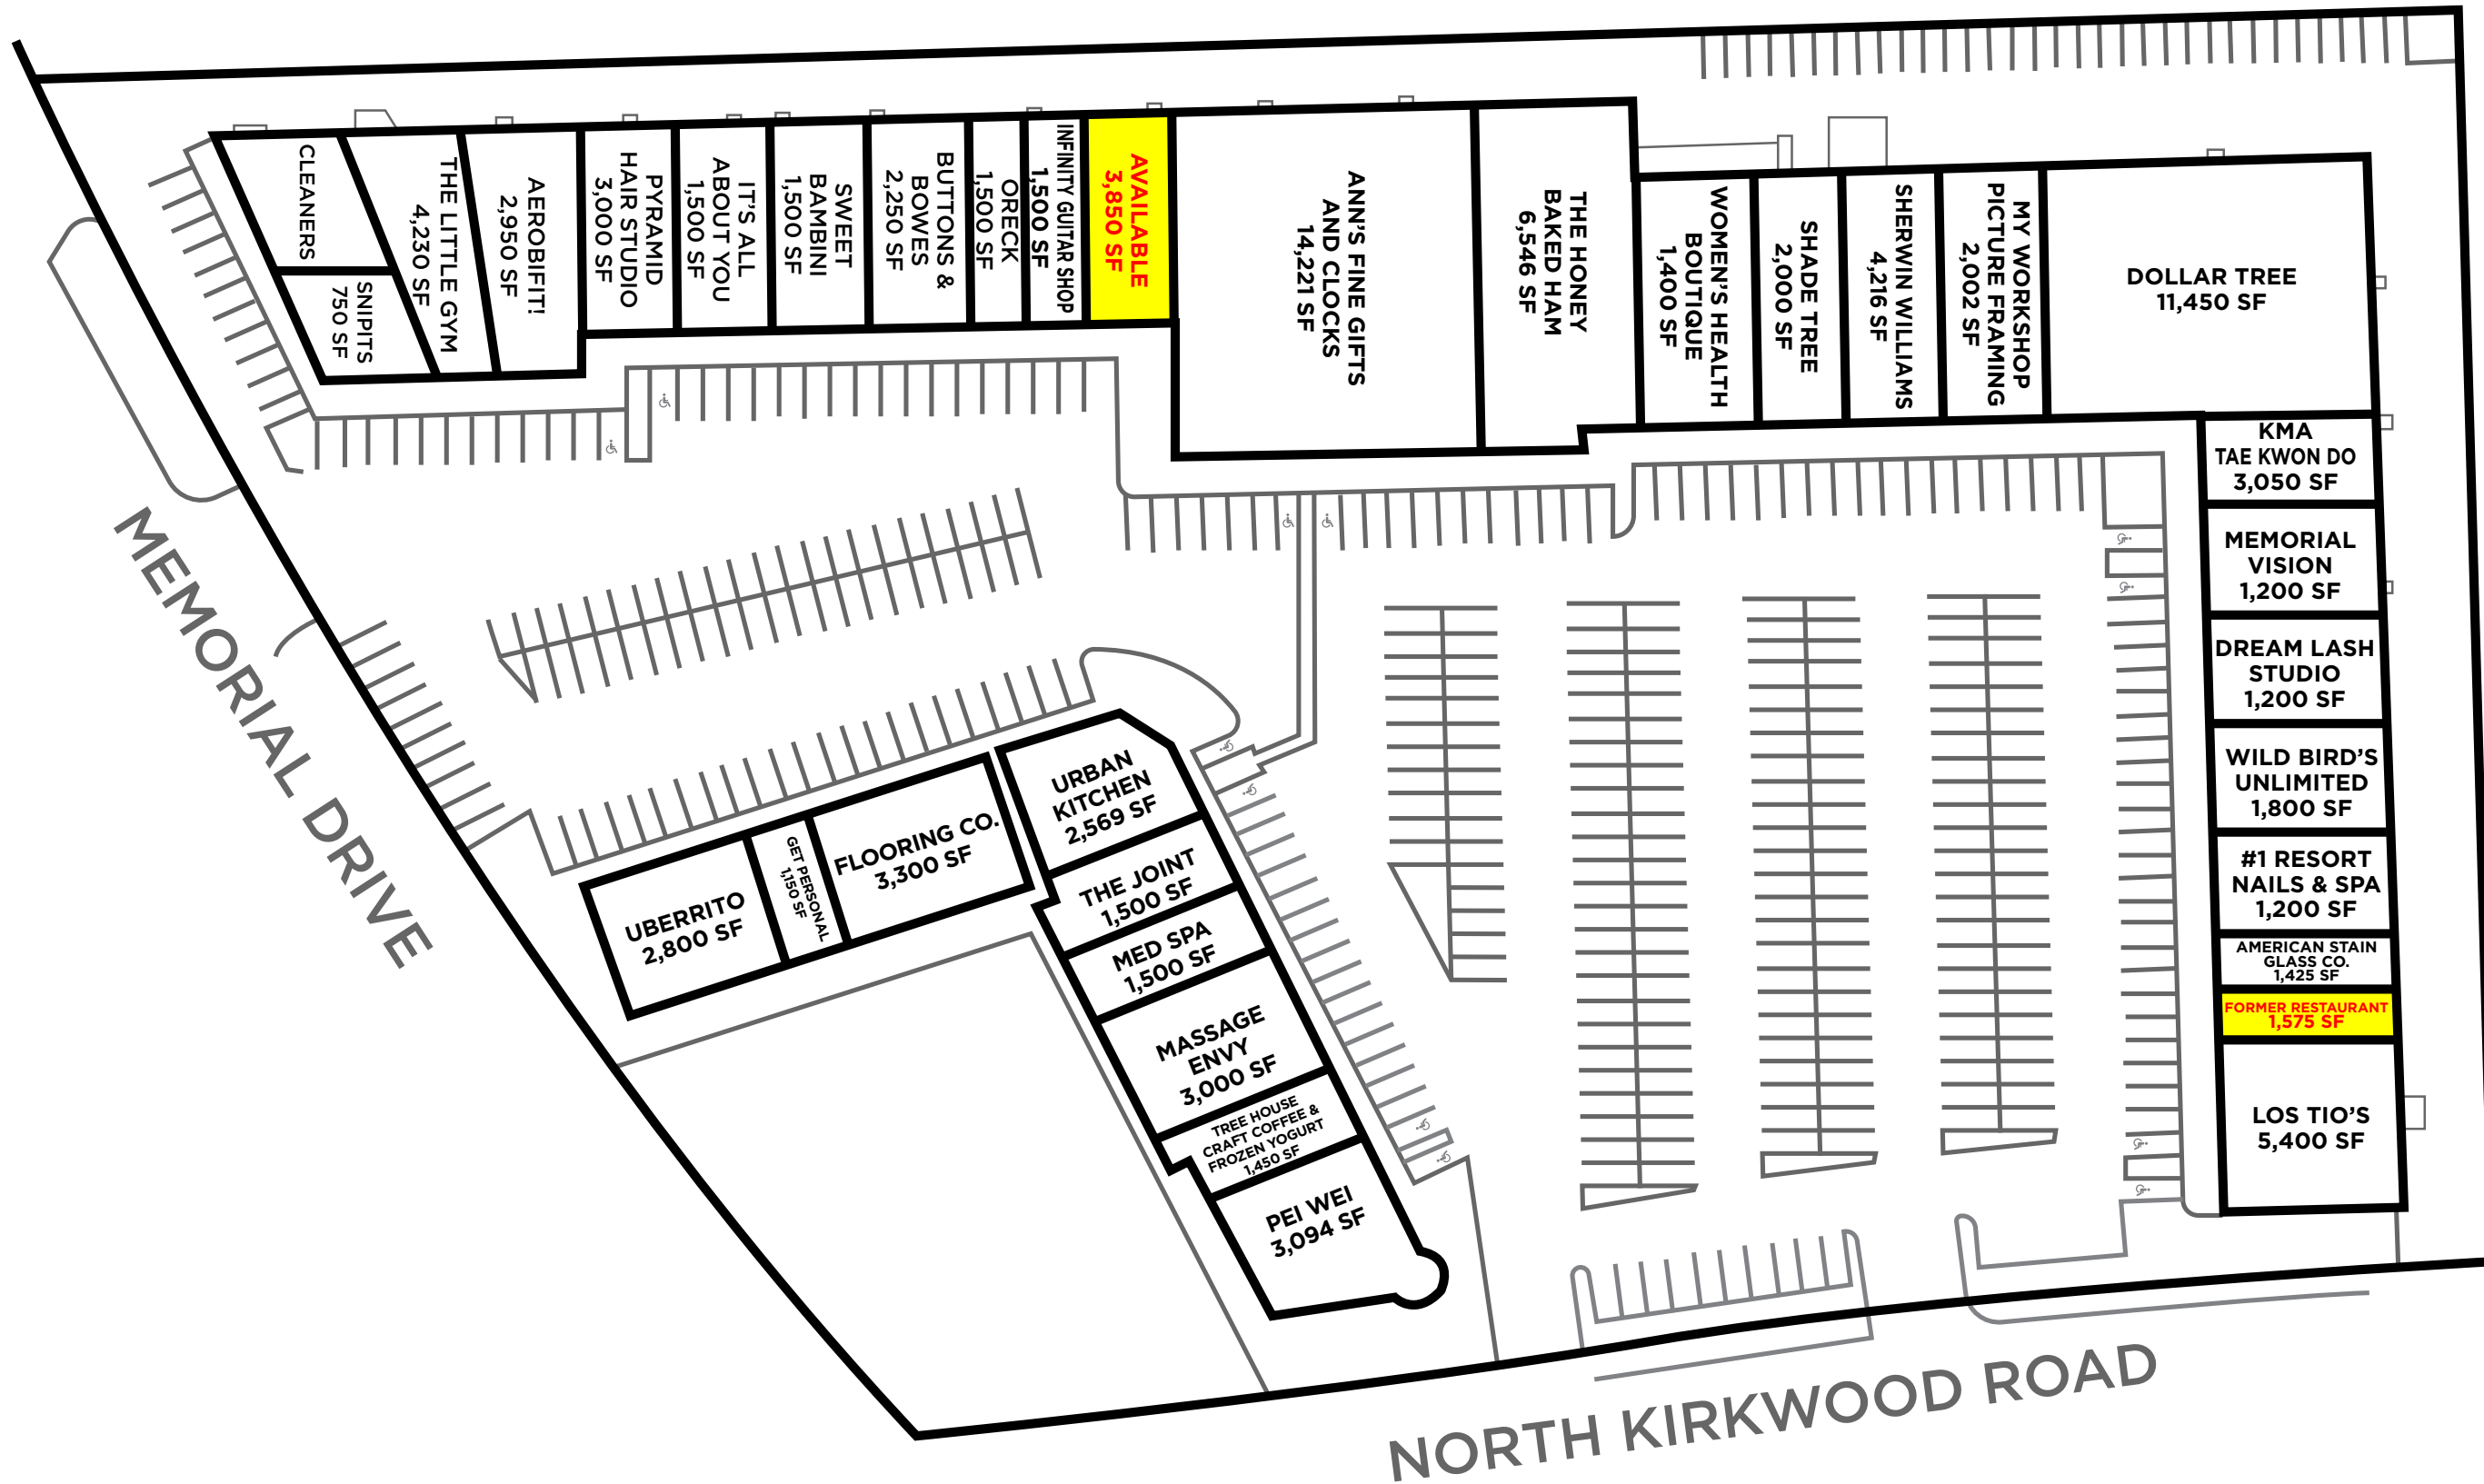 CLEANERS
SNIPITS
750 SF
THE LITTLE GYM
4,230 SF
AEROBIFIT!
2,950 SF
PYRAMID
HAIR STUDIO
3,000 SF
IT'S ALL
ABOUT YOU
1,500 SF
SWEET
BAMBINI
1,500 SF
BUTTONS &
BOWES
2,250 SF
ORECK
1,500 SF
INFINITY GUITAR SHOP
1,500 SF
AVAILABLE
3,850 SF
ANN'S FINE GIFTS
AND CLOCKS
14,221 SF
THE HONEY
BAKED HAM
6,546 SF
WOMEN'S HEALTH
BOUTIQUE
1,400 SF
SHADE TREE
2,000 SF
SHERWIN WILLIAMS
4,216 SF
MY WORKSHOP
PICTURE FRAMING
2,002 SF
DOLLAR TREE
11,450 SF
KMA
TAE KWON DO
3,050 SF
MEMORIAL
VISION
1,200 SF
DREAM LASH
STUDIO
1,200 SF
WILD BIRD'S
UNLIMITED
1,800 SF
#1 RESORT
NAILS & SPA
1,200 SF
AMERICAN STAIN
GLASS CO.
1,425 SF
FORMER RESTAURANT
1,575 SF
LOS TIO'S
5,400 SF
URBAN
KITCHEN
2,569 SF
THE JOINT
1,500 SF
MED SPA
1,500 SF
MASSAGE
ENVY
3,000 SF
TREE HOUSE
CRAFT COFFEE &
FROZEN YOGURT
1,450 SF
PEI WEI
3,094 SF
FLOORING CO.
3,300 SF
GET PERSONAL
1,150 SF
UBERRITO
2,800 SF
MEMORIAL DRIVE
NORTH KIRKWOOD ROAD